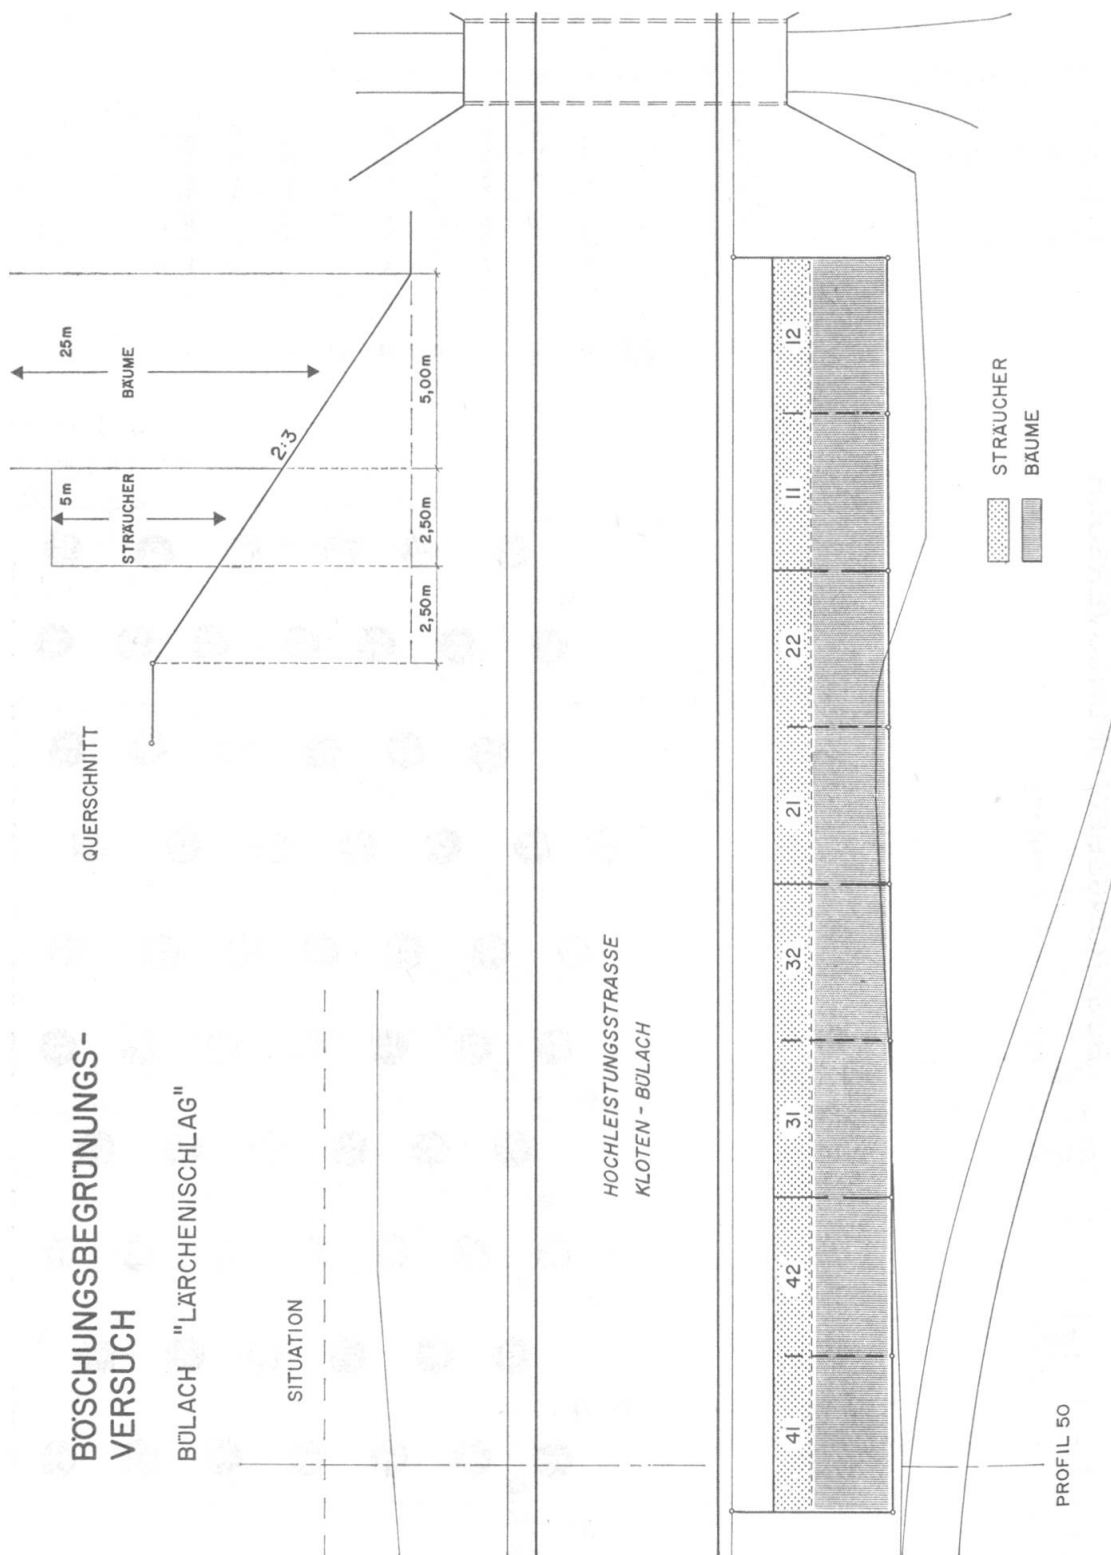 BÖSCHUNGSBEGRÜNUNGS-
VERSUCH
BÜLACH "LÄRCHENISCHLAG"
QUERSCHNITT
5m
STRÄUCHER
25m
BÄUME
2:3
2,50m
2,50m
5,00m
SITUATION
HOCHLEISTUNGSSTRASSE
KLOTEN - BÜLACH
41
42
31
32
21
22
11
12
STRÄUCHER
BÄUME
PROFIL 50